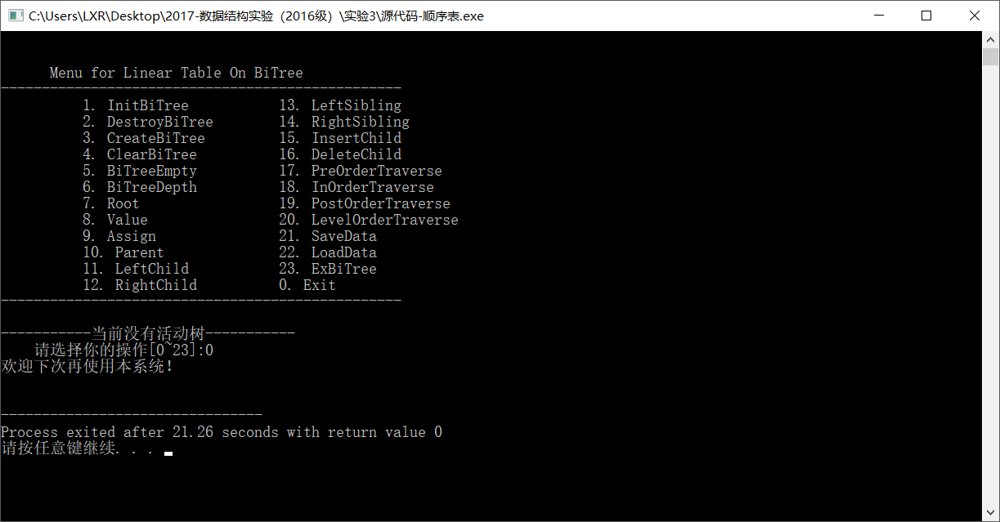 C:\Users\LXR\Desktop\2017-数据结构实验（2016级）\实验3\源代码-顺序表.exe
Menu for Linear Table On BiTree
-------------------------------------------------
1. InitBiTree 13. LeftSibling
2. DestroyBiTree 14. RightSibling
3. CreateBiTree 15. InsertChild
4. ClearBiTree 16. DeleteChild
5. BiTreeEmpty 17. PreOrderTraverse
6. BiTreeDepth 18. InOrderTraverse
7. Root 19. PostOrderTraverse
8. Value 20. LevelOrderTraverse
9. Assign 21. SaveData
10. Parent 22. LoadData
11. LeftChild 23. ExBiTree
12. RightChild 0. Exit
-------------------------------------------------
-----------当前没有活动树-----------
请选择你的操作[0~23]:0
欢迎下次再使用本系统!
--------------------------------
Process exited after 21.26 seconds with return value 0
请按任意键继续. . .